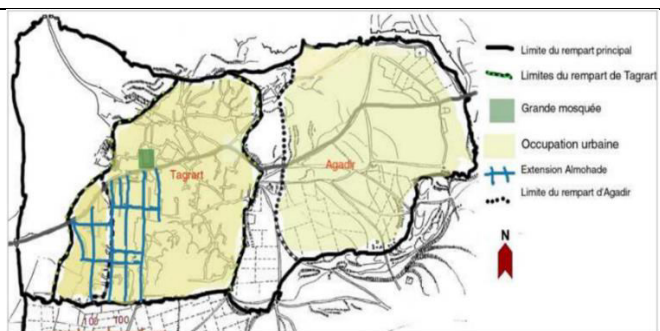 Limite du rempart principal
Limites du rempart de Tagrart
Grande mosquée
Occupation urbaine
Extension Almohade
Limite du rempart d'Agadir
N
Tagrart
Agadir
100